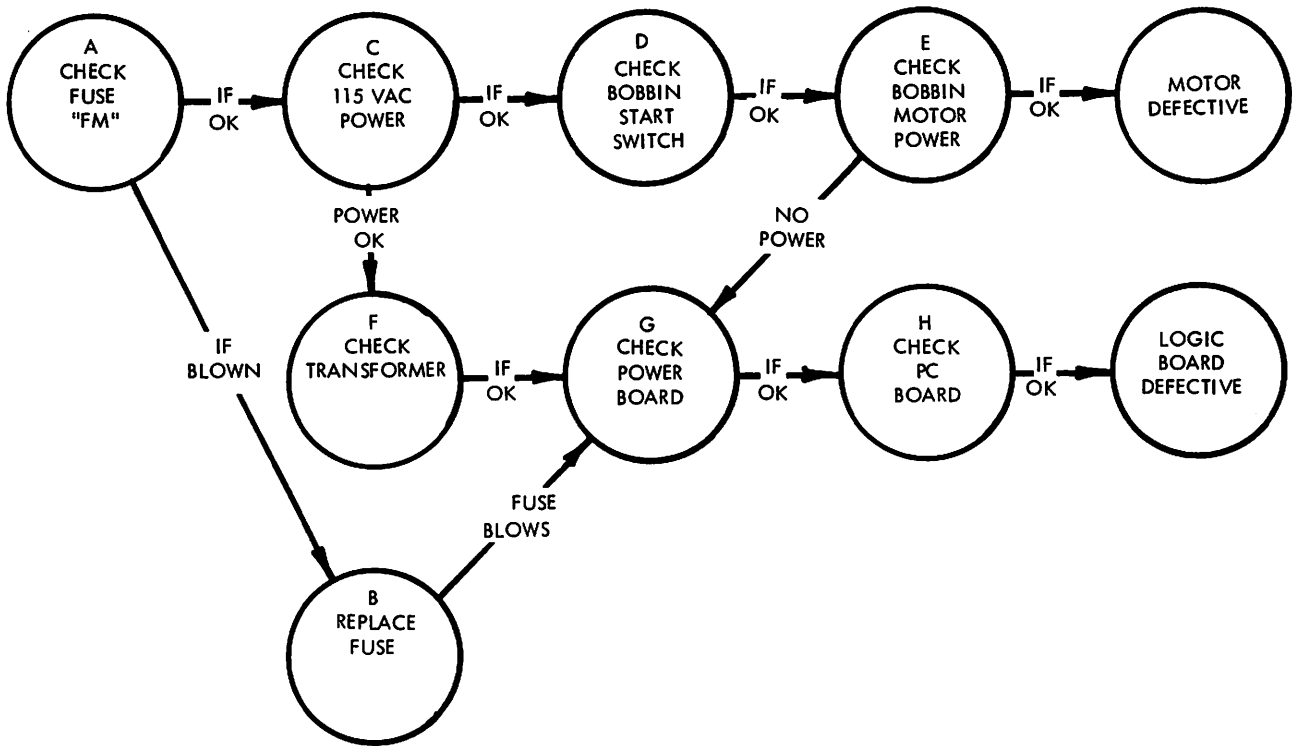 A
CHECK
FUSE
"FM"
IF
OK
C
CHECK
115 VAC
POWER
IF
OK
D
CHECK
BOBBIN
START
SWITCH
IF
OK
E
CHECK
BOBBIN
MOTOR
POWER
IF
OK
MOTOR
DEFECTIVE
POWER
OK
NO
POWER
IF
BLOWN
F
CHECK
TRANSFORMER
IF
OK
G
CHECK
POWER
BOARD
IF
OK
H
CHECK
PC
BOARD
IF
OK
LOGIC
BOARD
DEFECTIVE
FUSE
BLOWS
B
REPLACE
FUSE